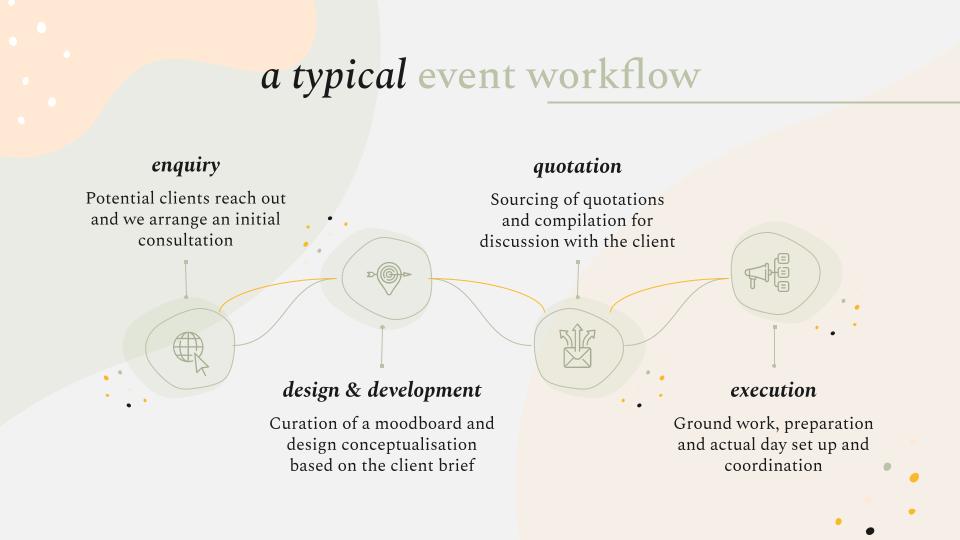 a typical event workflow
enquiry
Potential clients reach out
and we arrange an initial
consultation
design & development
Curation of a moodboard and
design conceptualisation
based on the client brief
quotation
Sourcing of quotations
and compilation for
discussion with the client
execution
Ground work, preparation
and actual day set up and
coordination